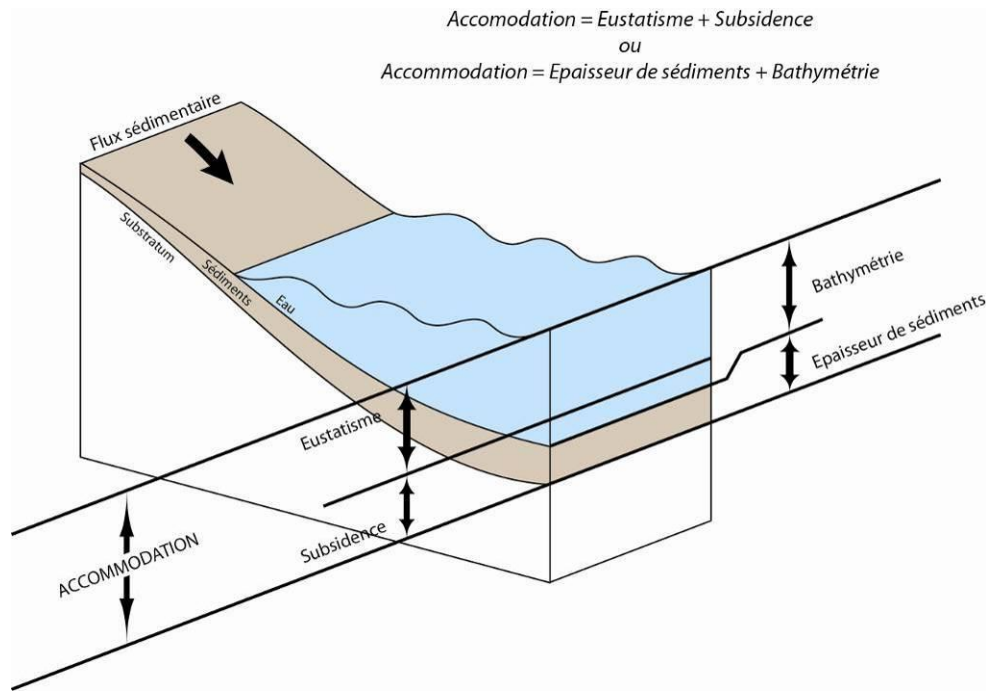 Accomodation = Eustatisme + Subsidence
ou
Accommodation = Epaisseur de sédiments + Bathymétrie
Flux sédimentaire
Substratum
Sédiments
Eau
Bathymétrie
Epaisseur de sédiments
Eustatisme
Subsidence
ACCOMMODATION